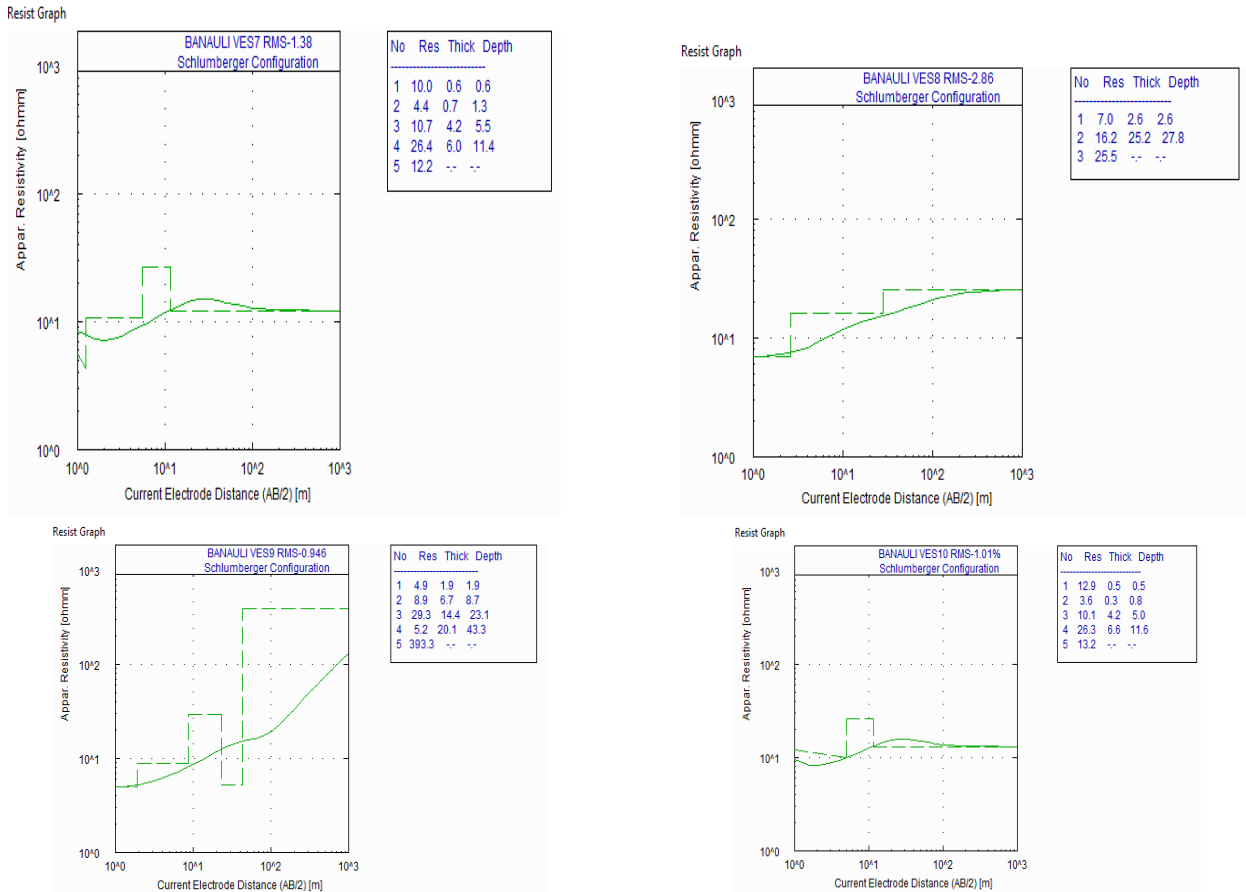 Resist Graph
BANAULI VES7 RMS-1.38
Schlumberger Configuration
10^3
10^2
10^1
10^0
Appar. Resistivity [ohmm]
10^0 10^1 10^2 10^3
Current Electrode Distance (AB/2) [m]
No Res Thick Depth
-------------------------
1 10.0 0.6 0.6
2 4.4 0.7 1.3
3 10.7 4.2 5.5
4 26.4 6.0 11.4
5 12.2 -.- -.-
Resist Graph
BANAULI VES8 RMS-2.86
Schlumberger Configuration
10^3
10^2
10^1
10^0
Appar. Resistivity [ohmm]
10^0 10^1 10^2 10^3
Current Electrode Distance (AB/2) [m]
No Res Thick Depth
-------------------------
1 7.0 2.6 2.6
2 16.2 25.2 27.8
3 25.5 -.- -.-
Resist Graph
BANAULI VES9 RMS-0.946
Schlumberger Configuration
10^3
10^2
10^1
10^0
Appar. Resistivity [ohmm]
10^0 10^1 10^2 10^3
Current Electrode Distance (AB/2) [m]
No Res Thick Depth
-------------------------
1 4.9 1.9 1.9
2 8.9 6.7 8.7
3 29.3 14.4 23.1
4 5.2 20.1 43.3
5 393.3 -.- -.-
Resist Graph
BANAULI VES10 RMS-1.01%
Schlumberger Configuration
10^3
10^2
10^1
10^0
Appar. Resistivity [ohmm]
10^0 10^1 10^2 10^3
Current Electrode Distance (AB/2) [m]
No Res Thick Depth
-------------------------
1 12.9 0.5 0.5
2 3.6 0.3 0.8
3 10.1 4.2 5.0
4 26.3 6.6 11.6
5 13.2 -.- -.-